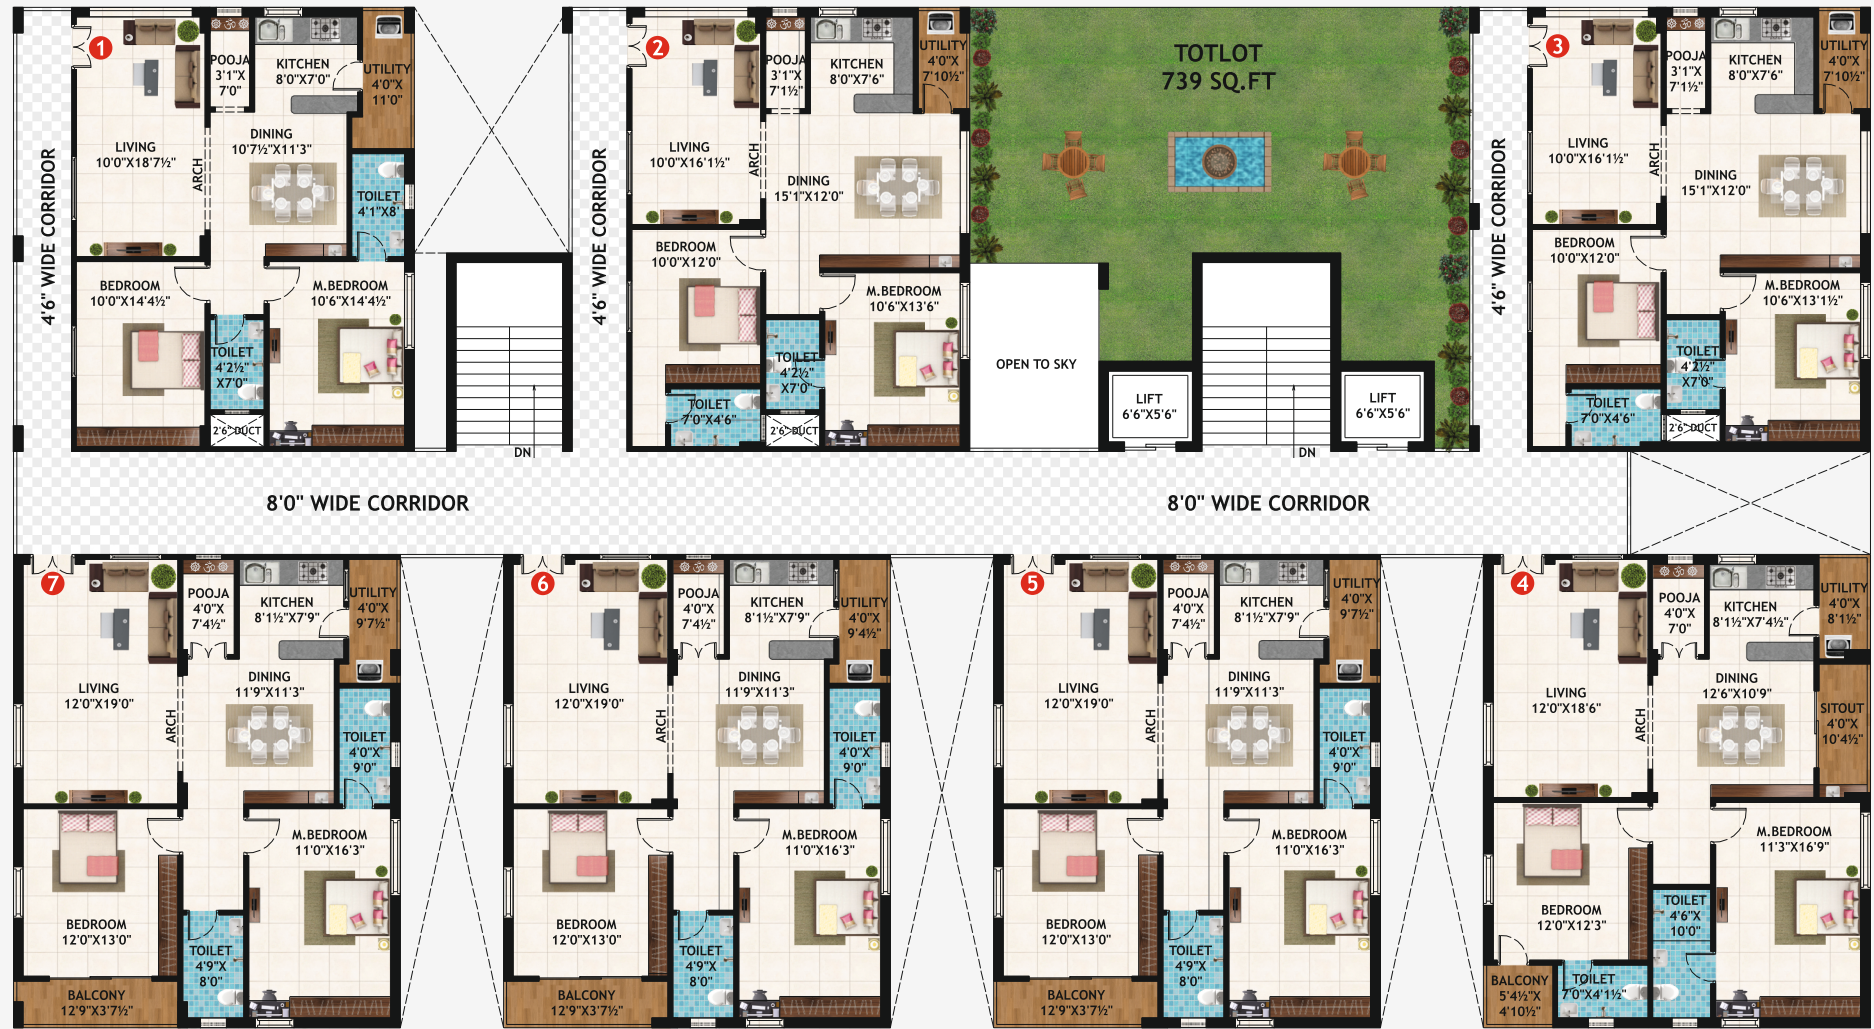 1
LIVING
10'0"X18'7½"
POOJA
3'1"X
7'0"
KITCHEN
8'0"X7'0"
UTILITY
4'0"X
11'0"
DINING
10'7½"X11'3"
ARCH
TOILET
4'1"X8'
BEDROOM
10'0"X14'4½"
M.BEDROOM
10'6"X14'4½"
TOILET
4'2½"
X7'0"
2'6" DUCT
4'6" WIDE CORRIDOR
DN
4'6" WIDE CORRIDOR
2
LIVING
10'0"X16'1½"
POOJA
3'1"X
7'1½"
KITCHEN
8'0"X7'6"
UTILITY
4'0"X
7'10½"
ARCH
DINING
15'1"X12'0"
BEDROOM
10'0"X12'0"
M.BEDROOM
10'6"X13'6"
TOILET
4'2½"
X7'0"
TOILET
7'0"X4'6"
2'6" DUCT
TOTLOT
739 SQ.FT
OPEN TO SKY
LIFT
6'6"X5'6"
DN
LIFT
6'6"X5'6"
4'6" WIDE CORRIDOR
3
LIVING
10'0"X16'1½"
POOJA
3'1"X
7'1½"
KITCHEN
8'0"X7'6"
UTILITY
4'0"X
7'10½"
ARCH
DINING
15'1"X12'0"
BEDROOM
10'0"X12'0"
M.BEDROOM
10'6"X13'1½"
TOILET
4'2½"
X7'0"
TOILET
7'0"X4'6"
2'6" DUCT
8'0" WIDE CORRIDOR
8'0" WIDE CORRIDOR
7
POOJA
4'0"X
7'4½"
KITCHEN
8'1½"X7'9"
UTILITY
4'0"X
9'7½"
LIVING
12'0"X19'0"
ARCH
DINING
11'9"X11'3"
TOILET
4'0"X
9'0"
M.BEDROOM
11'0"X16'3"
BEDROOM
12'0"X13'0"
TOILET
4'9"X
8'0"
BALCONY
12'9"X3'7½"
6
POOJA
4'0"X
7'4½"
KITCHEN
8'1½"X7'9"
UTILITY
4'0"X
9'4½"
LIVING
12'0"X19'0"
ARCH
DINING
11'9"X11'3"
TOILET
4'0"X
9'0"
M.BEDROOM
11'0"X16'3"
BEDROOM
12'0"X13'0"
TOILET
4'9"X
8'0"
BALCONY
12'9"X3'7½"
5
POOJA
4'0"X
7'4½"
KITCHEN
8'1½"X7'9"
UTILITY
4'0"X
9'7½"
LIVING
12'0"X19'0"
ARCH
DINING
11'9"X11'3"
TOILET
4'0"X
9'0"
M.BEDROOM
11'0"X16'3"
BEDROOM
12'0"X13'0"
TOILET
4'9"X
8'0"
BALCONY
12'9"X3'7½"
4
POOJA
4'0"X
7'0"
KITCHEN
8'1½"X7'4½"
UTILITY
4'0"X
8'1½"
LIVING
12'0"X18'6"
ARCH
DINING
12'6"X10'9"
SITOUT
4'0"X
10'4½"
M.BEDROOM
11'3"X16'9"
BEDROOM
12'0"X12'3"
TOILET
4'6"X
10'0"
BALCONY
5'4½"X
4'10½"
TOILET
7'0"X4'1½"